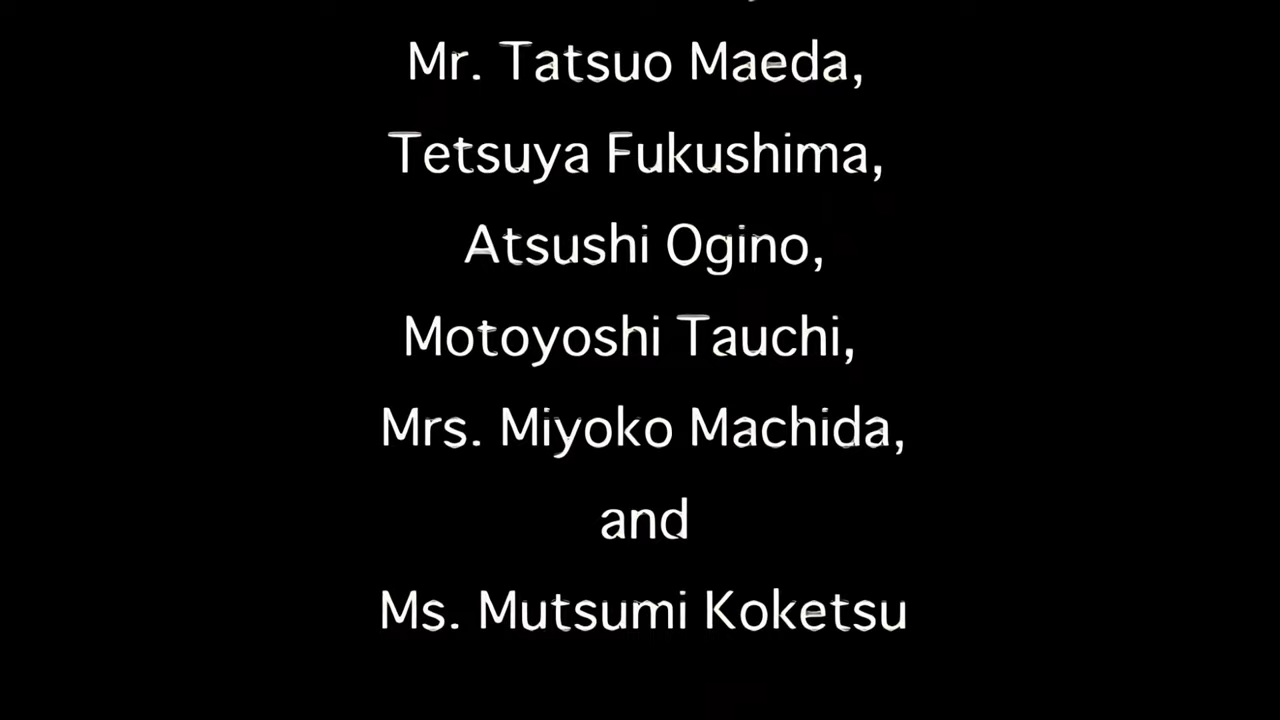 Mr. Tatsuo Maeda,
Tetsuya Fukushima,
Atsushi Ogino,
Motoyoshi Tauchi,
Mrs. Miyoko Machida,
and
Ms. Mutsumi Koketsu